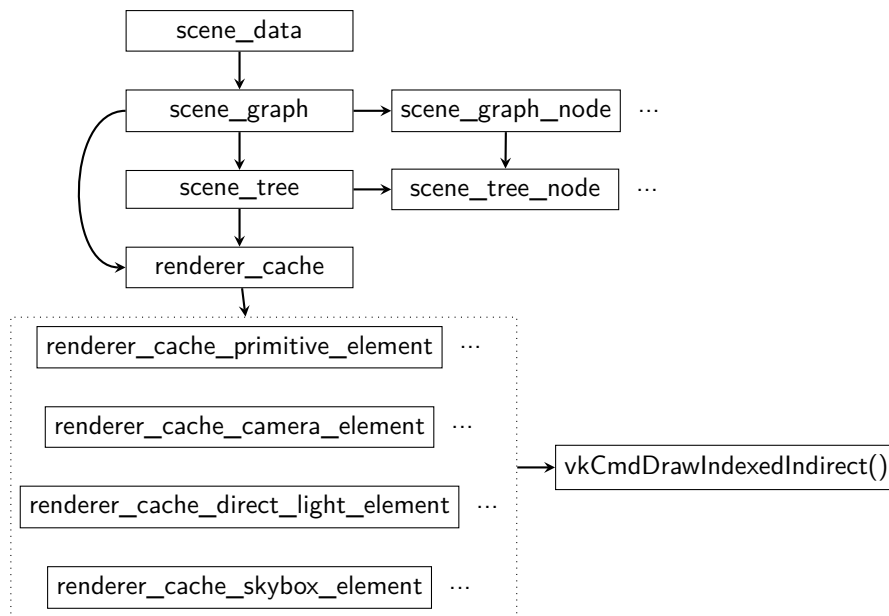 scene_data
scene_graph
scene_graph_node ...
scene_tree
scene_tree_node ...
renderer_cache
renderer_cache_primitive_element ...
renderer_cache_camera_element ...
vkCmdDrawIndexedIndirect()
renderer_cache_direct_light_element ...
renderer_cache_skybox_element ...